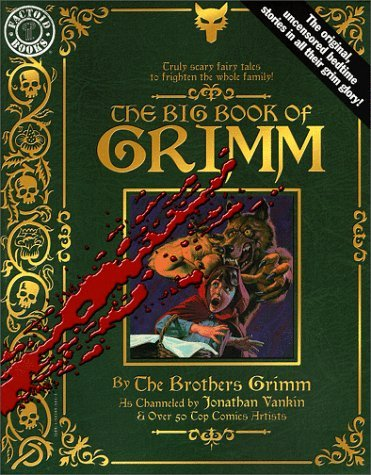 FACTOID
BOOKS
The original,
uncensored bedtime
stories in all their grim glory!
Truly scary fairy tales
to frighten the whole family!
THE BIG BOOK OF
GRIMM
By The Brothers Grimm
As Channeled by Jonathan Vankin
& Over 50 Top Comics Artists